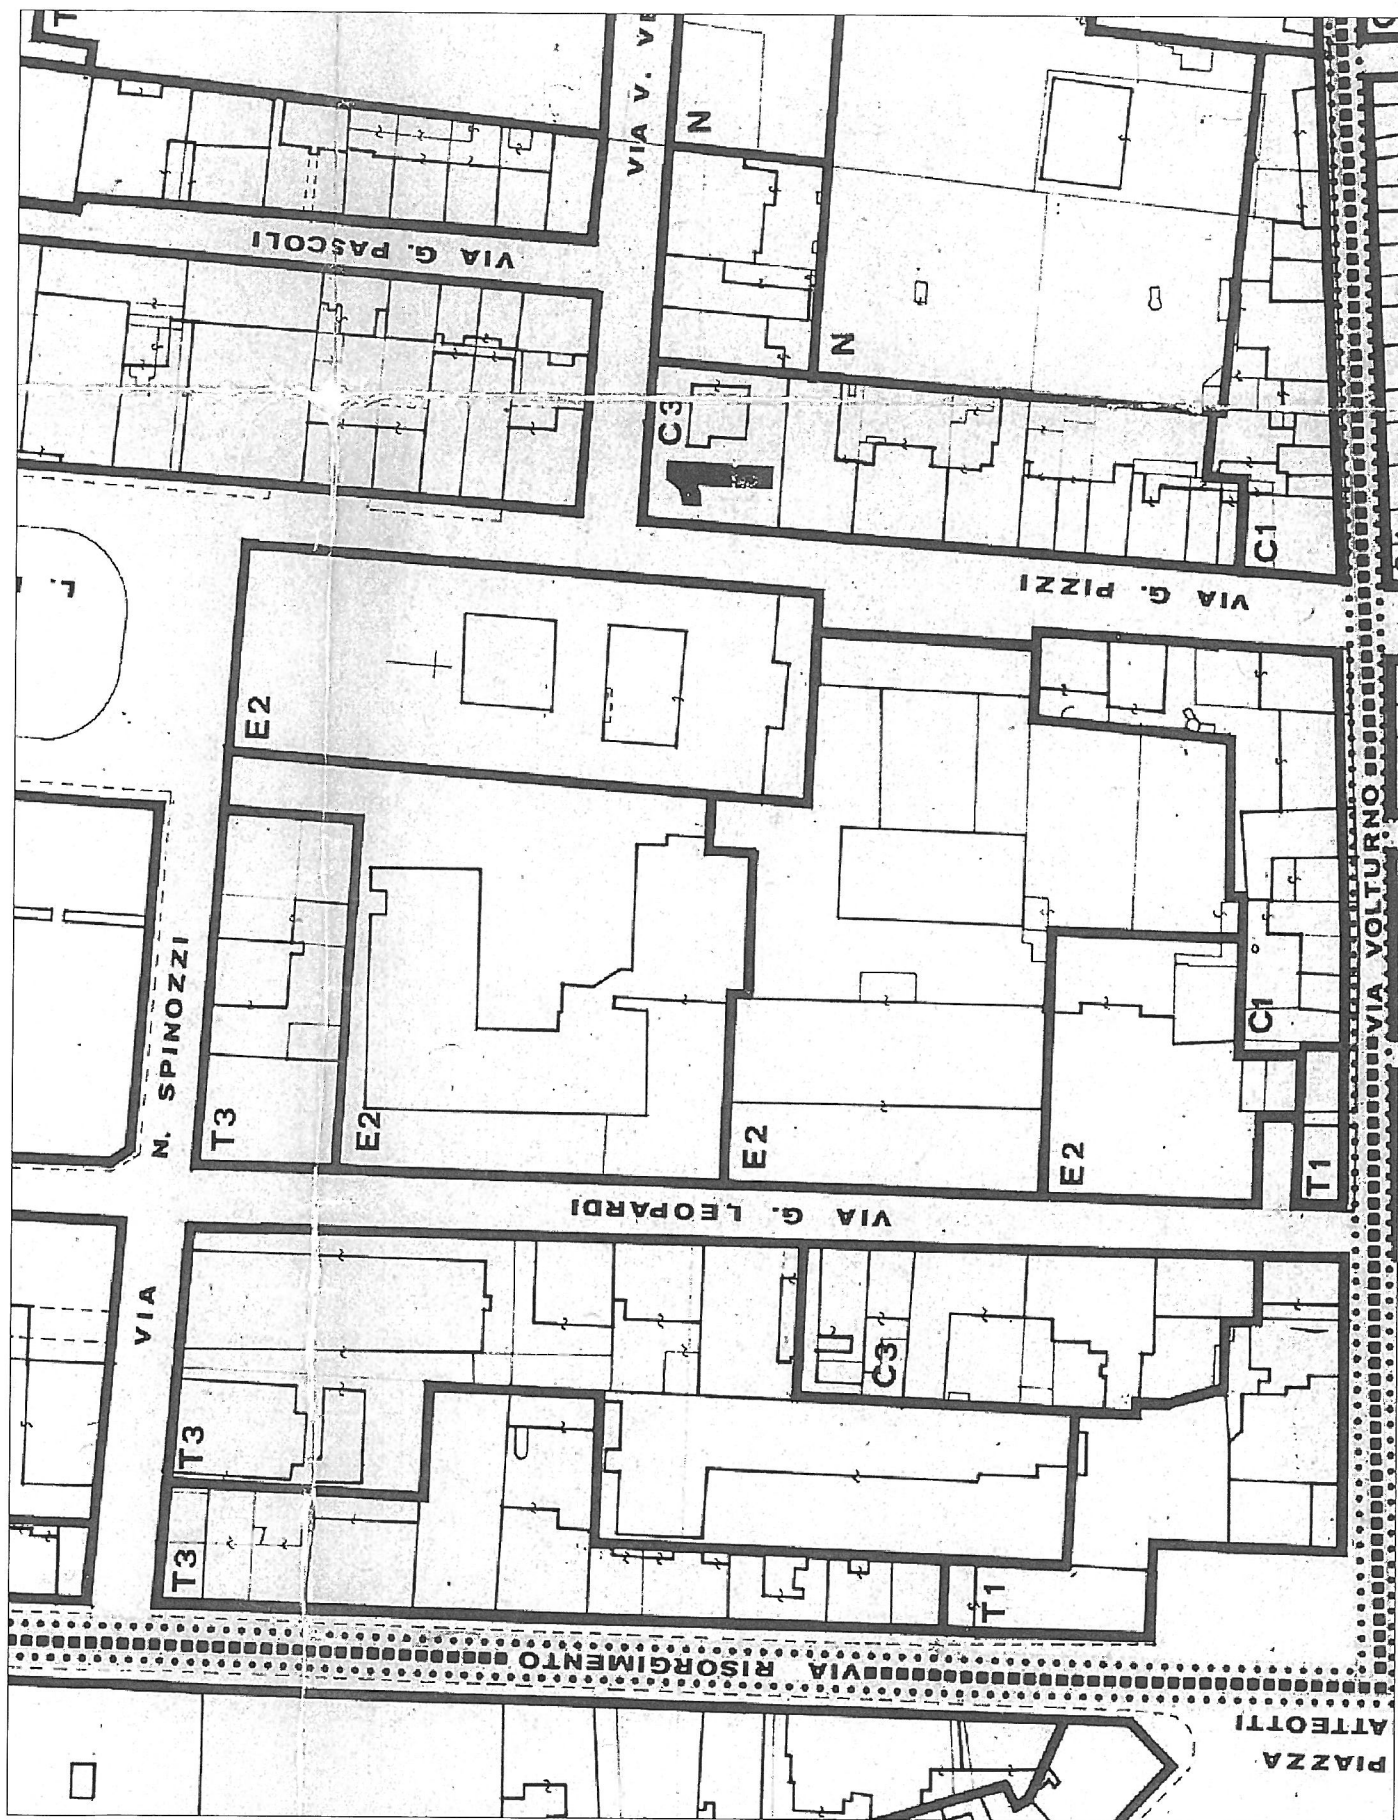 T
VIA V. VE
N
VIA G. PASCOLI
N
C3
C1
L.
VIA G. PIZZI
E2
VIA N. SPINOZZI
VIA VOLTURNO
C1
T3
E2
E2
E2
T1
VIA G. LEOPARDI
C3
T3
T3
T1
VIA RISORGIMENTO
PIAZZA
ATTEOTTI